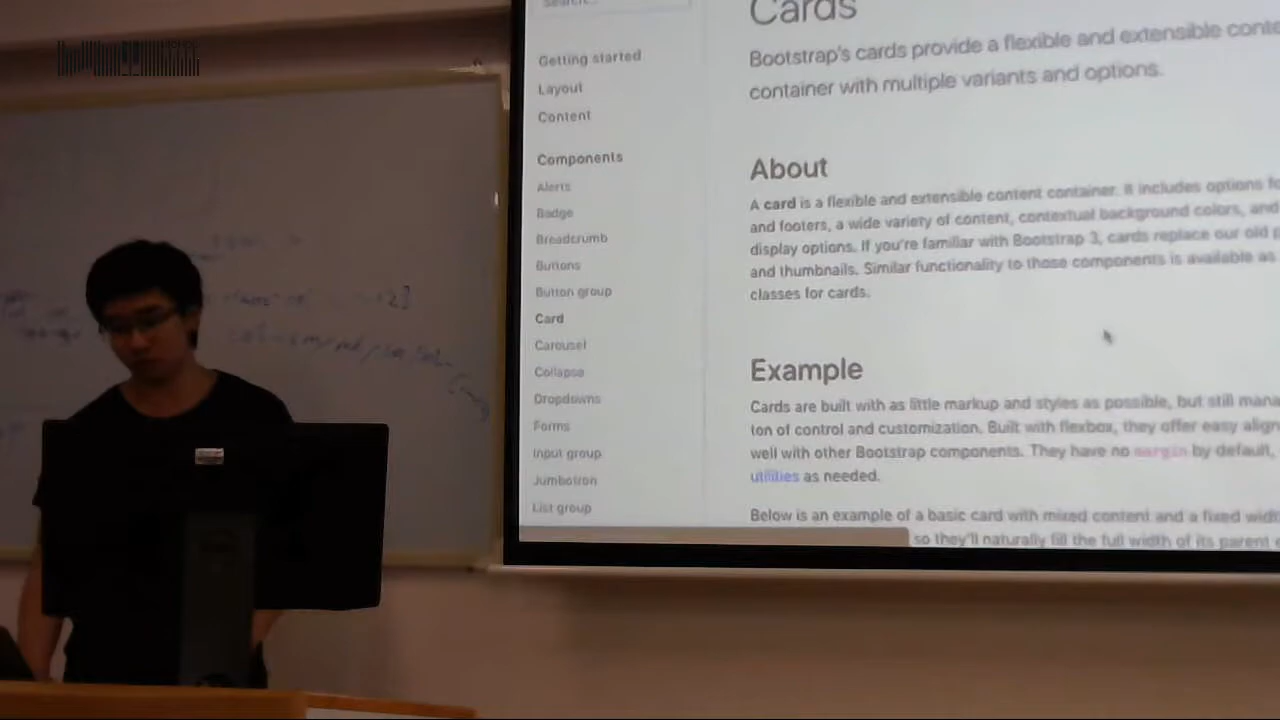 Search...
Getting started
Layout
Content
Components
Alerts
Badge
Breadcrumb
Buttons
Button group
Card
Carousel
Collapse
Dropdowns
Forms
Input group
Jumbotron
List group
Cards
Bootstrap's cards provide a flexible and extensible conte
container with multiple variants and options.
About
A card is a flexible and extensible content container. It includes options fo
and footers, a wide variety of content, contextual background colors, and
display options. If you're familiar with Bootstrap 3, cards replace our old p
and thumbnails. Similar functionality to those components is available as
classes for cards.
Example
Cards are built with as little markup and styles as possible, but still mana
ton of control and customization. Built with flexbox, they offer easy align
well with other Bootstrap components. They have no margin by default,
utilities as needed.
Below is an example of a basic card with mixed content and a fixed widt
so they'll naturally fill the full width of its parent e